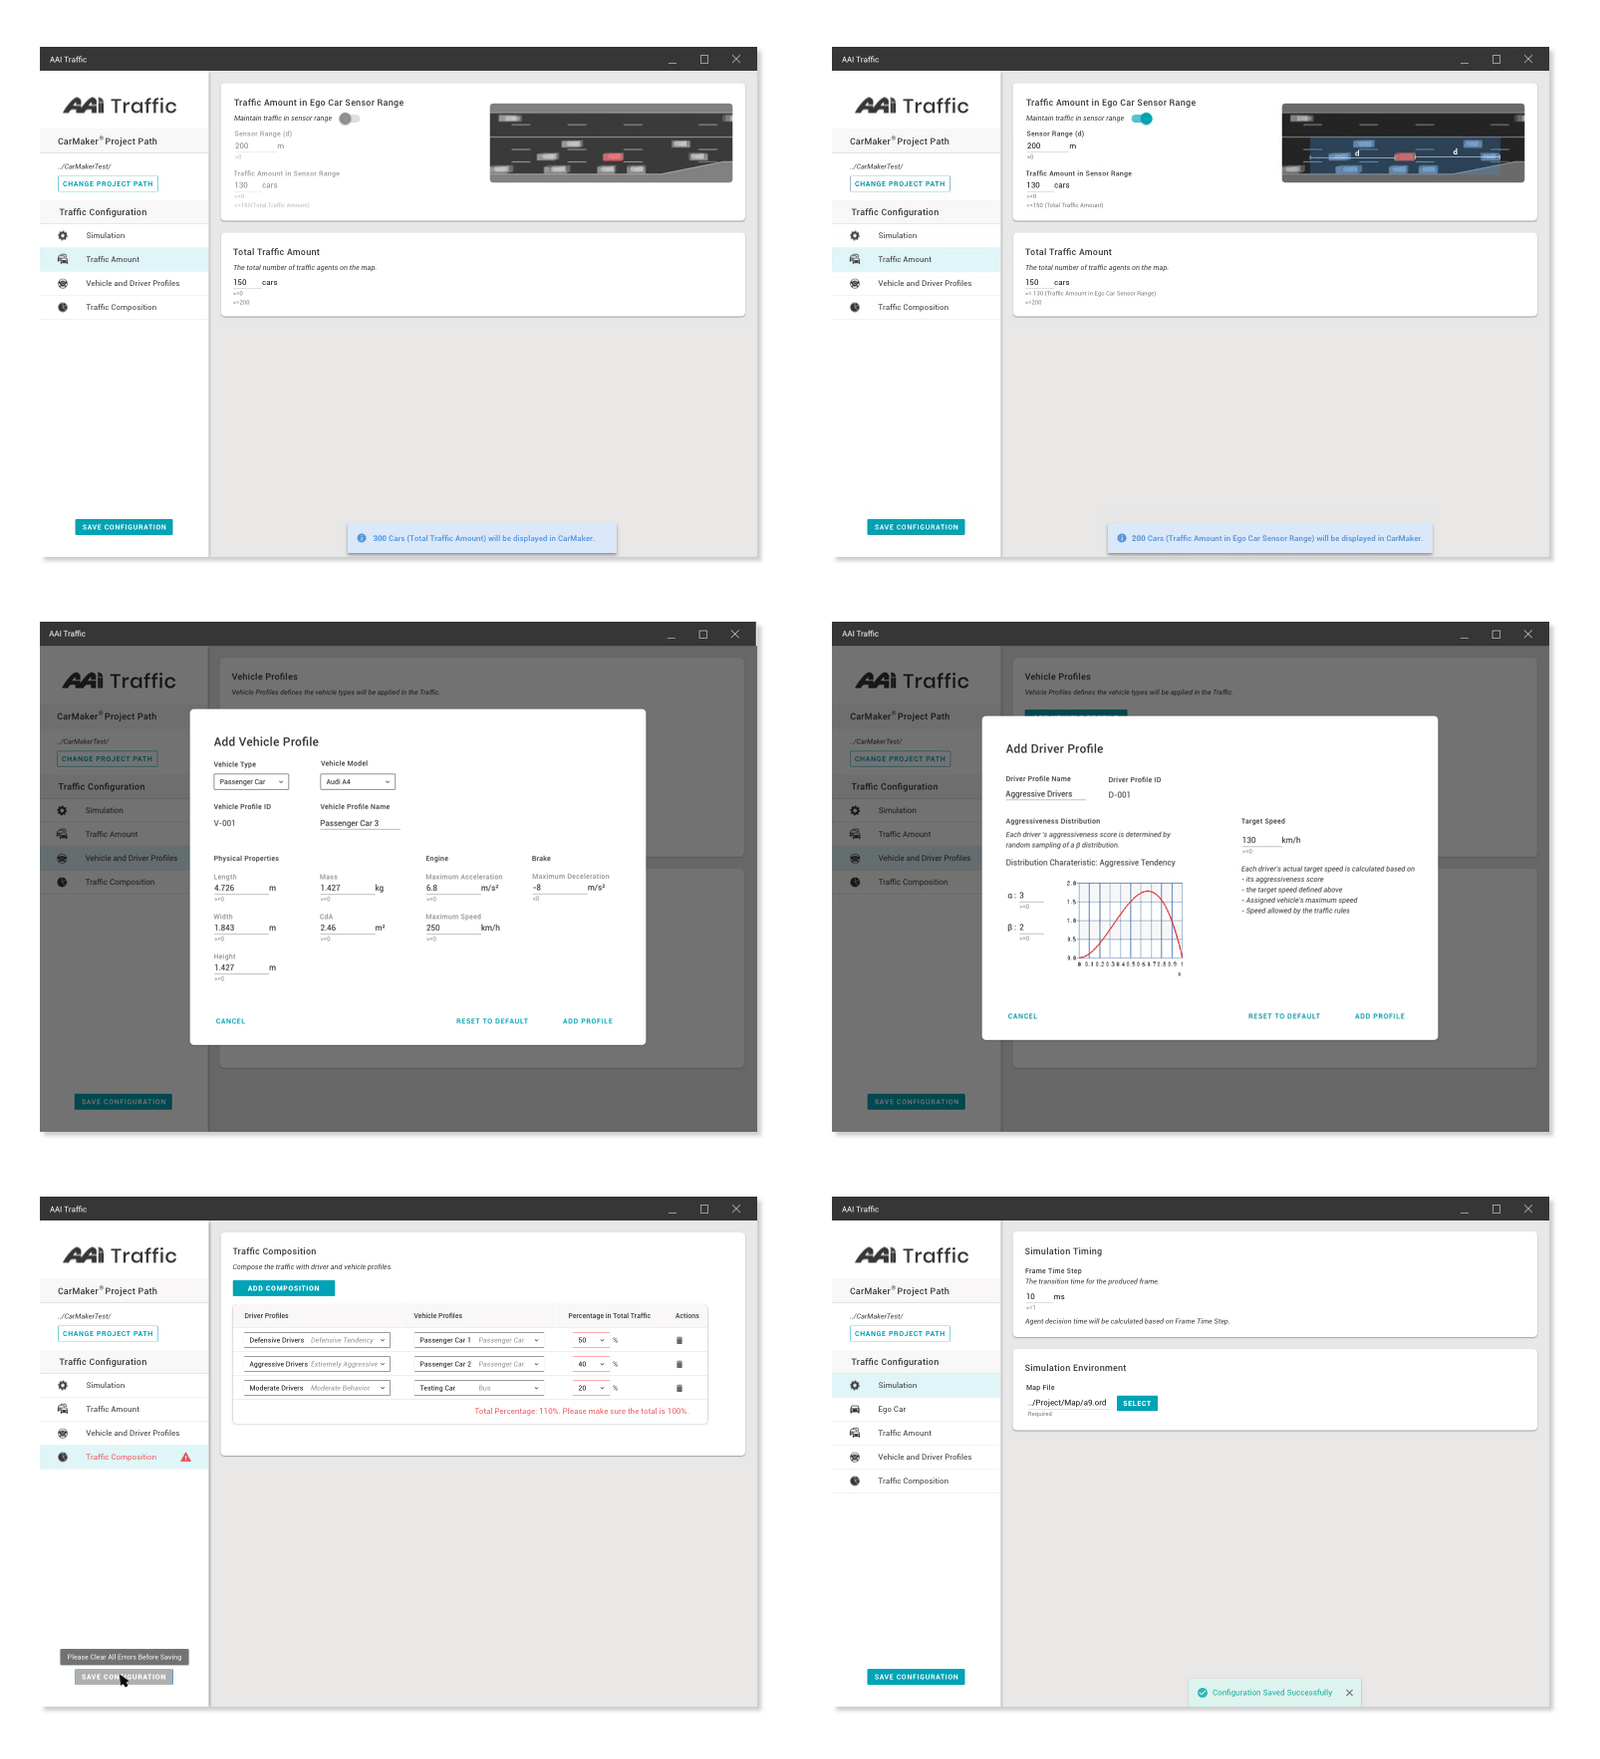 AAI Traffic
AAI Traffic
CarMaker® Project Path
../CarMakerTest/
CHANGE PROJECT PATH
Traffic Configuration
Simulation
Traffic Amount
Vehicle and Driver Profiles
Traffic Composition
SAVE CONFIGURATION
Traffic Amount in Ego Car Sensor Range
Maintain traffic in sensor range
Sensor Range (d)
200 m
>0
Traffic Amount in Sensor Range
130 cars
>=0
<=150(Total Traffic Amount)
Total Traffic Amount
The total number of traffic agents on the map.
150 cars
>=0
<=200
300 Cars (Total Traffic Amount) will be displayed in CarMaker.
AAI Traffic
AAI Traffic
CarMaker® Project Path
../CarMakerTest/
CHANGE PROJECT PATH
Traffic Configuration
Simulation
Traffic Amount
Vehicle and Driver Profiles
Traffic Composition
SAVE CONFIGURATION
Traffic Amount in Ego Car Sensor Range
Maintain traffic in sensor range
Sensor Range (d)
200 m
>0
Traffic Amount in Sensor Range
130 cars
>=0
<=150 (Total Traffic Amount)
d d
Total Traffic Amount
The total number of traffic agents on the map.
150 cars
>= 130 (Traffic Amount in Ego Car Sensor Range)
<=200
200 Cars (Traffic Amount in Ego Car Sensor Range) will be displayed in CarMaker.
AAI Traffic
AAI Traffic
CarMaker® Project Path
../CarMakerTest/
CHANGE PROJECT PATH
Traffic Configuration
Simulation
Traffic Amount
Vehicle and Driver Profiles
Traffic Composition
SAVE CONFIGURATION
Vehicle Profiles
Vehicle Profiles defines the vehicle types will be applied in the Traffic.
Add Vehicle Profile
Vehicle Type Vehicle Model
Passenger Car Audi A4
Vehicle Profile ID Vehicle Profile Name
V-001 Passenger Car 3
Physical Properties Engine Brake
Length Mass Maximum Acceleration Maximum Deceleration
4.726 m 1.427 kg 6.8 m/s² -8 m/s²
>=0 >=0 >=0 <0
Width CdA Maximum Speed
1.843 m 2.46 m² 250 km/h
>=0 >=0 >=0
Height
1.427 m
>=0
CANCEL RESET TO DEFAULT ADD PROFILE
AAI Traffic
AAI Traffic
CarMaker® Project Path
../CarMakerTest/
CHANGE PROJECT PATH
Traffic Configuration
Simulation
Traffic Amount
Vehicle and Driver Profiles
Traffic Composition
SAVE CONFIGURATION
Vehicle Profiles
Vehicle Profiles defines the vehicle types will be applied in the Traffic.
Add Driver Profile
Driver Profile Name Driver Profile ID
Aggressive Drivers D-001
Aggressiveness Distribution
Each driver 's aggressiveness score is determined by
random sampling of a β distribution.
Distribution Charateristic: Aggressive Tendency
α : 3
>=0
β : 2
>=0
2.0
1.5
1.0
0.5
0.0
0 0.1 0.2 0.3 0.4 0.5 0.6 0.7 0.8 0.9 1
Target Speed
130 km/h
>=0
Each driver's actual target speed is calculated based on
- its aggressiveness score
- the target speed defined above
- Assigned vehicle's maximum speed
- Speed allowed by the traffic rules
CANCEL RESET TO DEFAULT ADD PROFILE
AAI Traffic
AAI Traffic
CarMaker® Project Path
../CarMakerTest/
CHANGE PROJECT PATH
Traffic Configuration
Simulation
Traffic Amount
Vehicle and Driver Profiles
Traffic Composition
Please Clear All Errors Before Saving
SAVE CONFIGURATION
Traffic Composition
Compose the traffic with driver and vehicle profiles.
ADD COMPOSITION
Driver Profiles Vehicle Profiles Percentage in Total Traffic Actions
Defensive Drivers Defensive Tendency Passenger Car 1 Passenger Car 50 %
Aggressive Drivers Extremely Aggressive Passenger Car 2 Passenger Car 40 %
Moderate Drivers Moderate Behavior Testing Car Bus 20 %
Total Percentage: 110%. Please make sure the total is 100%.
AAI Traffic
AAI Traffic
CarMaker® Project Path
../CarMakerTest/
CHANGE PROJECT PATH
Traffic Configuration
Simulation
Ego Car
Traffic Amount
Vehicle and Driver Profiles
Traffic Composition
SAVE CONFIGURATION
Simulation Timing
Frame Time Step
The transition time for the produced frame.
10 ms
>=1
Agent decision time will be calculated based on Frame Time Step.
Simulation Environment
Map File
../Project/Map/a9.ord SELECT
Required
Configuration Saved Successfully